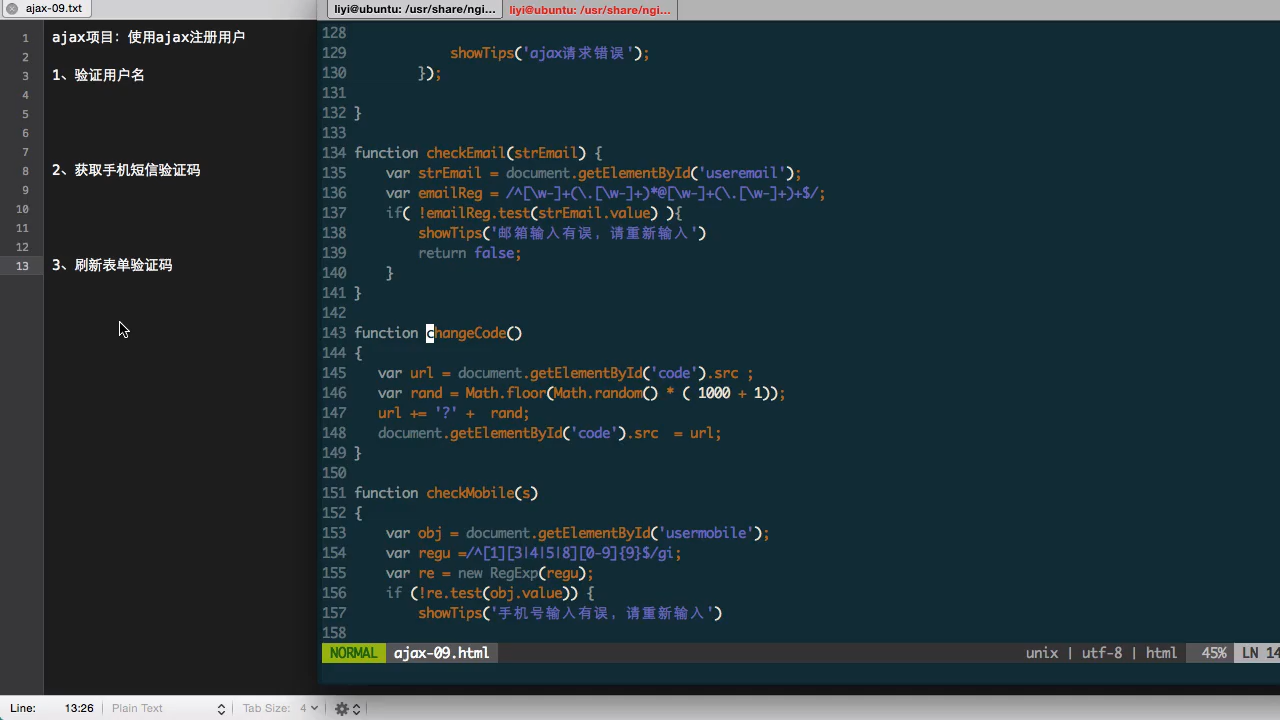 ajax-09.txt
1 ajax项目：使用ajax注册用户
2
3 1、验证用户名
4
5
6
7
8 2、获取手机短信验证码
9
10
11
12
13 3、刷新表单验证码
Line: 13:26 Plain Text Tab Size: 4
liyi@ubuntu: /usr/share/ngi... liyi@ubuntu: /usr/share/ngi...
128
129 showTips('ajax请求错误');
130 });
131
132 }
133
134 function checkEmail(strEmail) {
135 var strEmail = document.getElementById('useremail');
136 var emailReg = /^[\w-]+(\.[\w-]+)*@[\w-]+(\.[\w-]+)+$/;
137 if( !emailReg.test(strEmail.value) ){
138 showTips('邮箱输入有误，请重新输入')
139 return false;
140 }
141 }
142
143 function changeCode()
144 {
145 var url = document.getElementById('code').src ;
146 var rand = Math.floor(Math.random() * ( 1000 + 1));
147 url += '?' +  rand;
148 document.getElementById('code').src  = url;
149 }
150
151 function checkMobile(s)
152 {
153 var obj = document.getElementById('usermobile');
154 var regu =/^[1][3|4|5|8][0-9]{9}$/gi;
155 var re = new RegExp(regu);
156 if (!re.test(obj.value)) {
157 showTips('手机号输入有误，请重新输入')
158
NORMAL ajax-09.html unix | utf-8 | html 45% LN 14